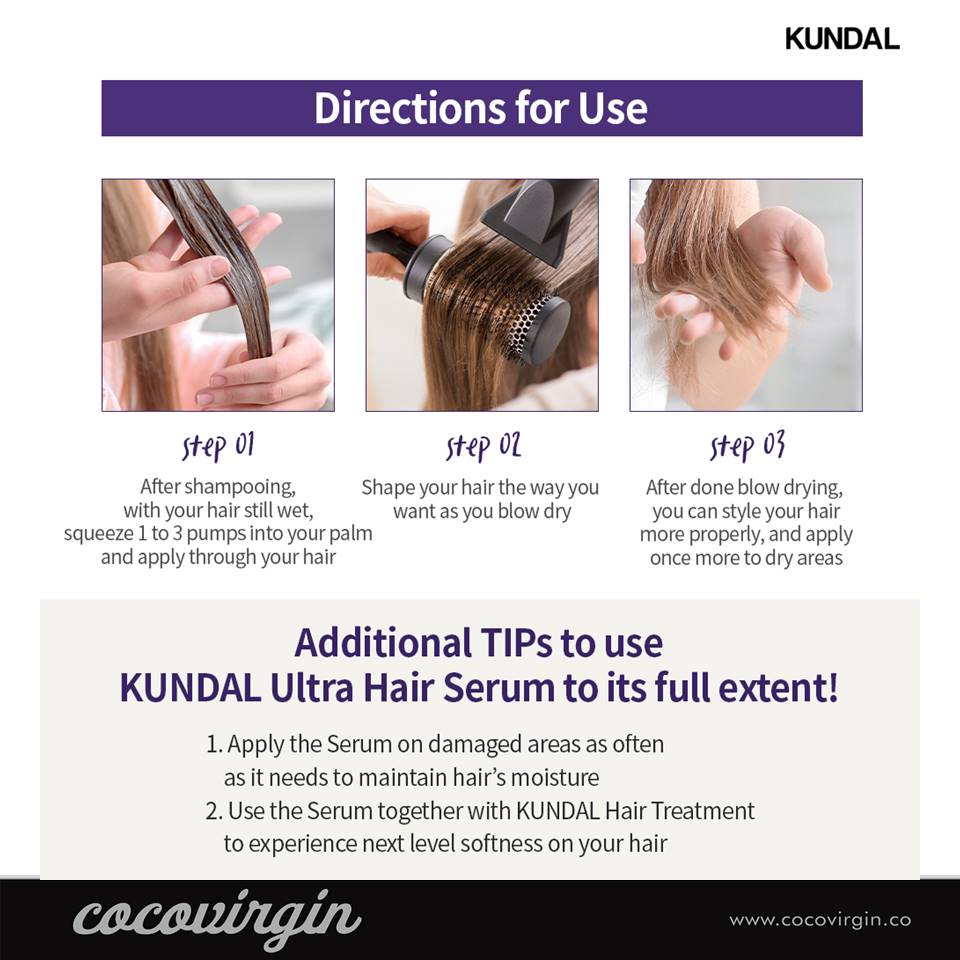 KUNDAL
Directions for Use
step 01
After shampooing,
with your hair still wet,
squeeze 1 to 3 pumps into your palm
and apply through your hair
step 02
Shape your hair the way you
want as you blow dry
step 03
After done blow drying,
you can style your hair
more properly, and apply
once more to dry areas
Additional TIPs to use
KUNDAL Ultra Hair Serum to its full extent!
1. Apply the Serum on damaged areas as often
as it needs to maintain hair's moisture
2. Use the Serum together with KUNDAL Hair Treatment
to experience next level softness on your hair
cocovirgin
www.cocovirgin.co